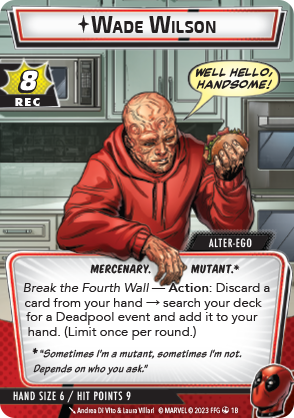 ✦WADE WILSON
8
REC
WELL HELLO,
HANDSOME!
ALTER-EGO
MERCENARY. MUTANT.*
Break the Fourth Wall — Action: Discard a
card from your hand → search your deck
for a Deadpool event and add it to your
hand. (Limit once per round.)
*"Sometimes I'm a mutant, sometimes I'm not.
Depends on who you ask."
HAND SIZE 6 / HIT POINTS 9
Andrea Di Vito & Laura Villari © MARVEL © 2023 FFG 18